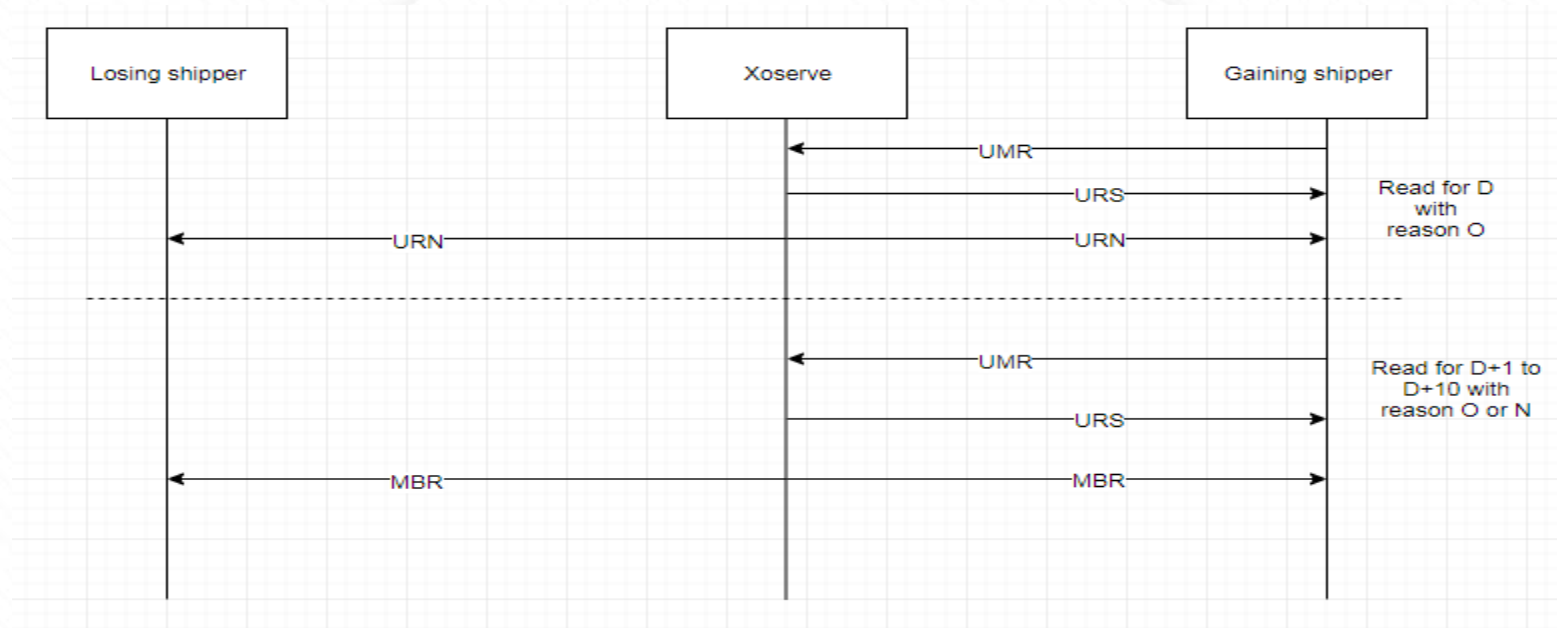 Losing shipper
Xoserve
Gaining shipper
UMR
URS
Read for D
with
reason O
URN
URN
UMR
Read for D+1 to
D+10 with
reason O or N
URS
MBR
MBR